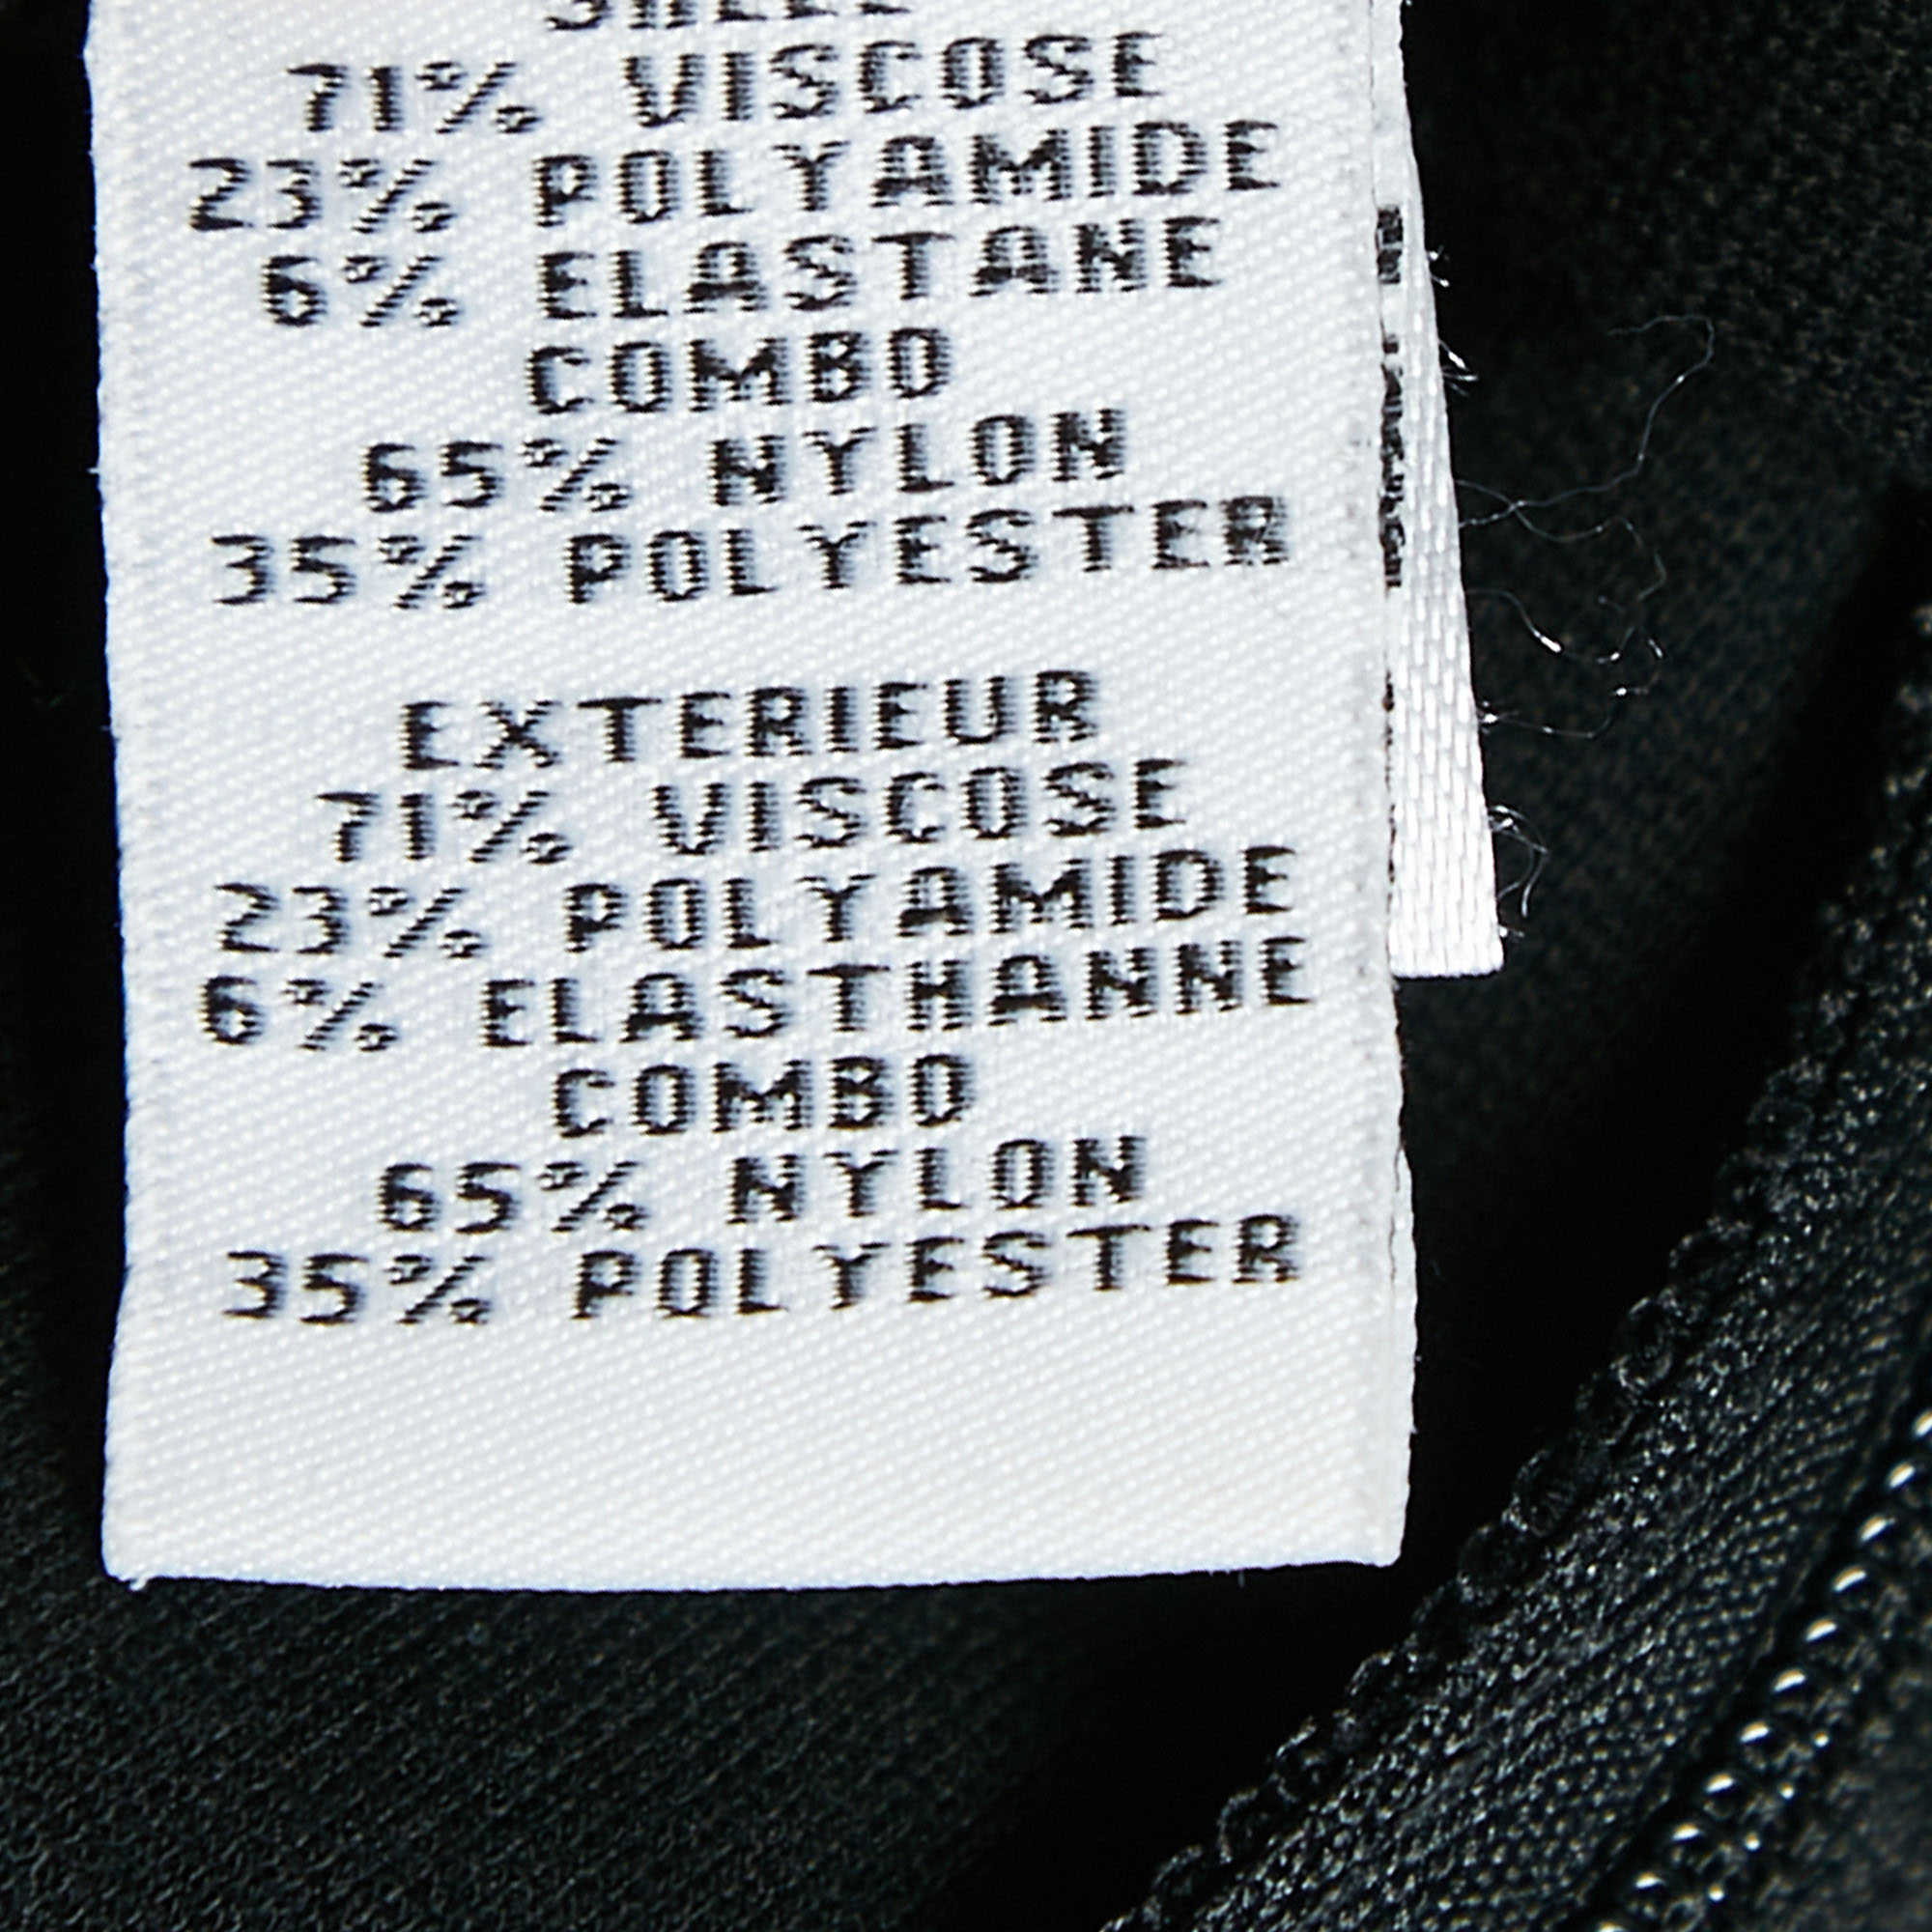 SHELL
71% VISCOSE
23% POLYAMIDE
6% ELASTANE
COMBO
65% NYLON
35% POLYESTER
EXTERIEUR
71% VISCOSE
23% POLYAMIDE
6% ELASTHANNE
COMBO
65% NYLON
35% POLYESTER